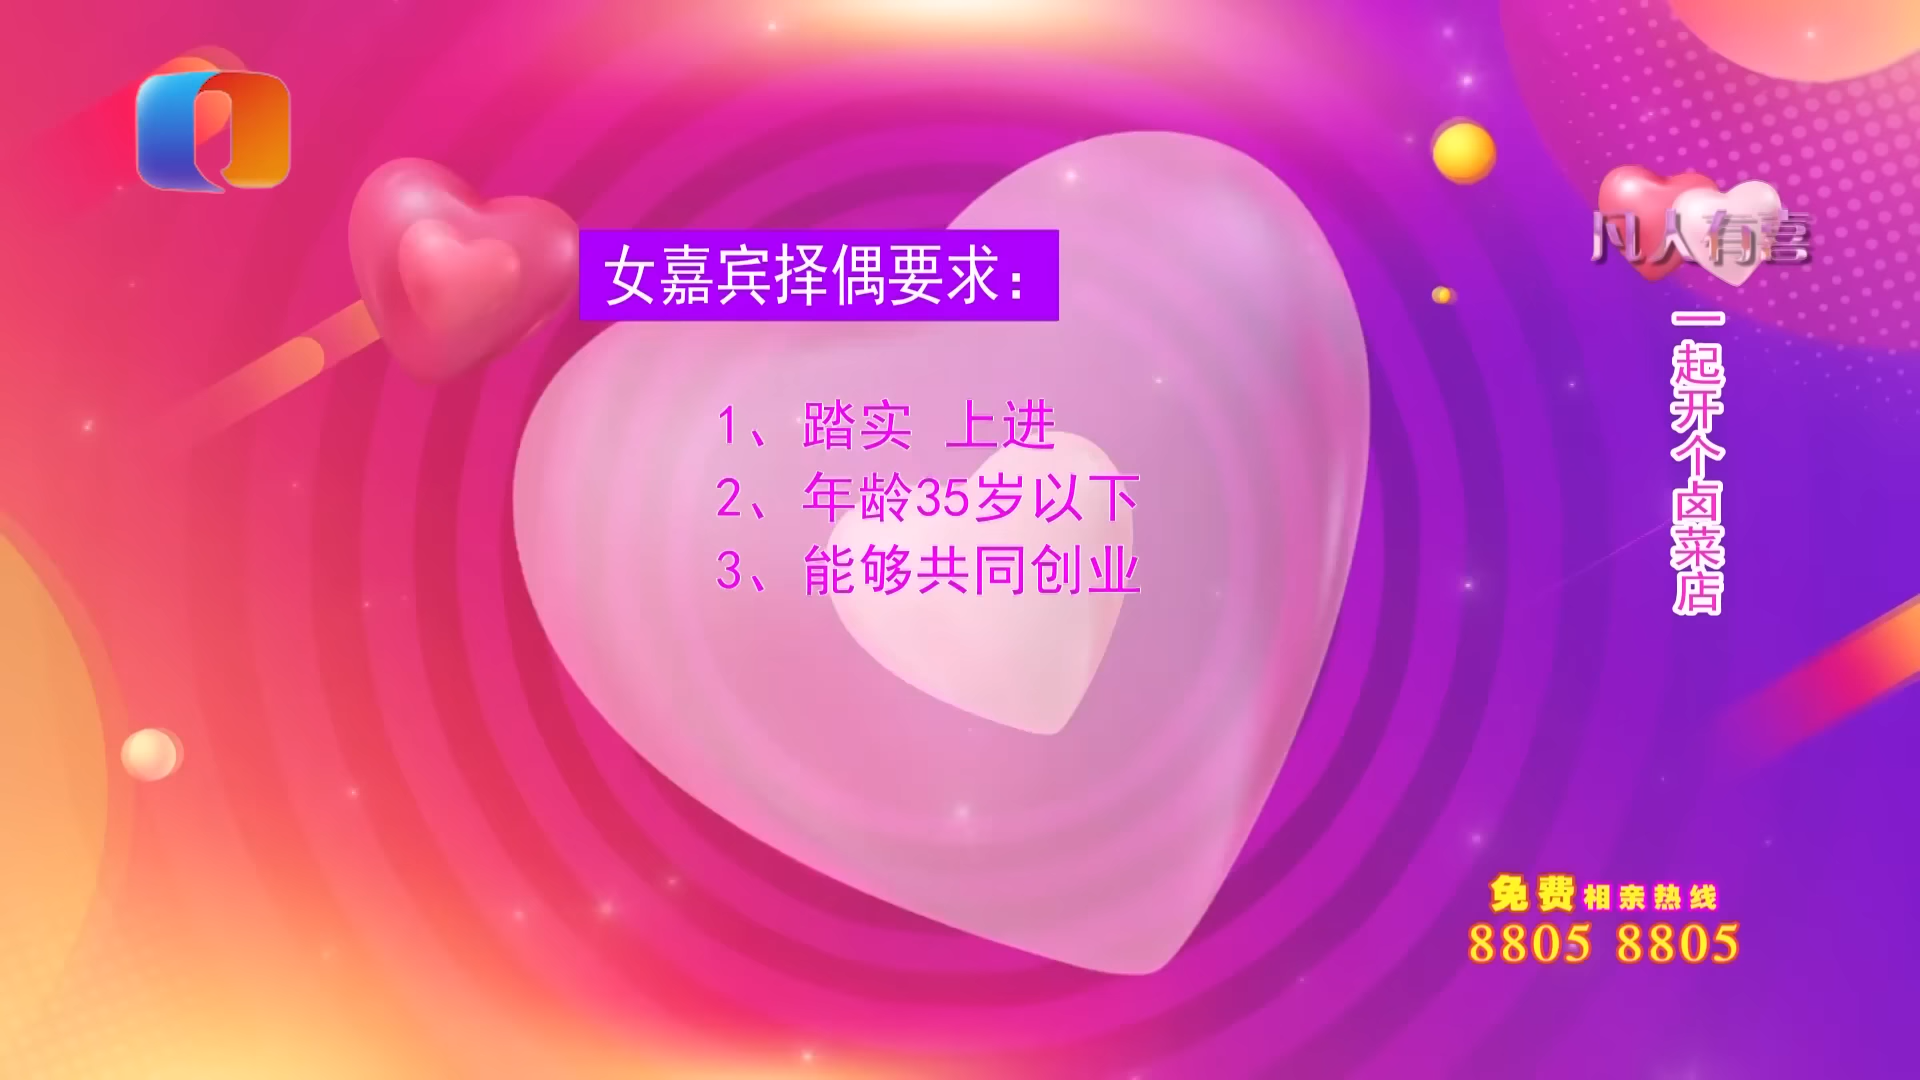 女嘉宾择偶要求：
1、踏实 上进
2、年龄35岁以下
3、能够共同创业
凡人有喜
一起开个卤菜店
免费相亲热线
8805 8805